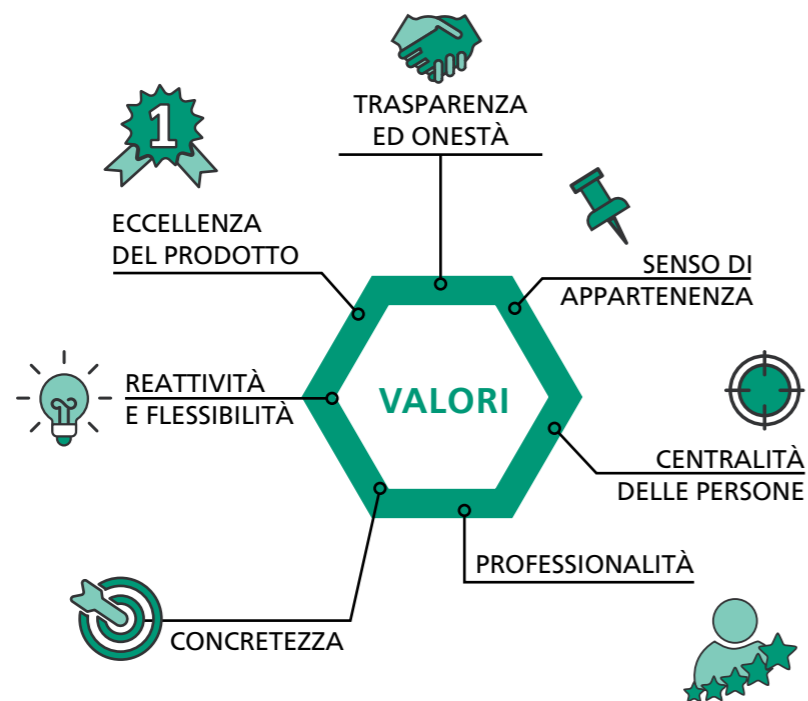 1
TRASPARENZA
ED ONESTÀ
ECCELLENZA
DEL PRODOTTO
SENSO DI
APPARTENENZA
REATTIVITÀ
E FLESSIBILITÀ
VALORI
CENTRALITÀ
DELLE PERSONE
PROFESSIONALITÀ
CONCRETEZZA